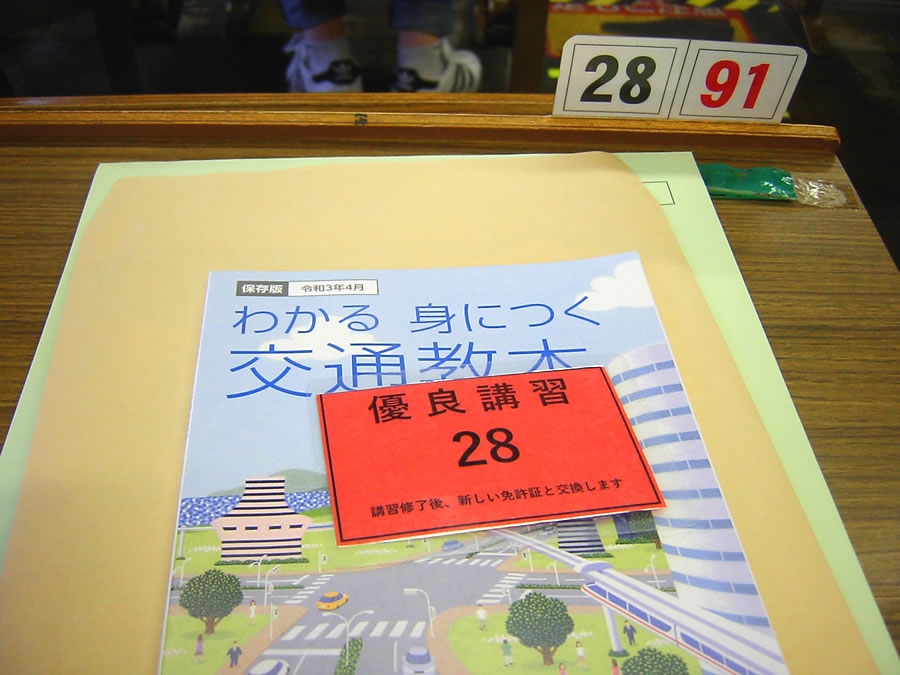 28 91
保存版 令和3年4月
わかる 身につく
交通教本
優良講習
28
講習修了後、新しい免許証と交換します